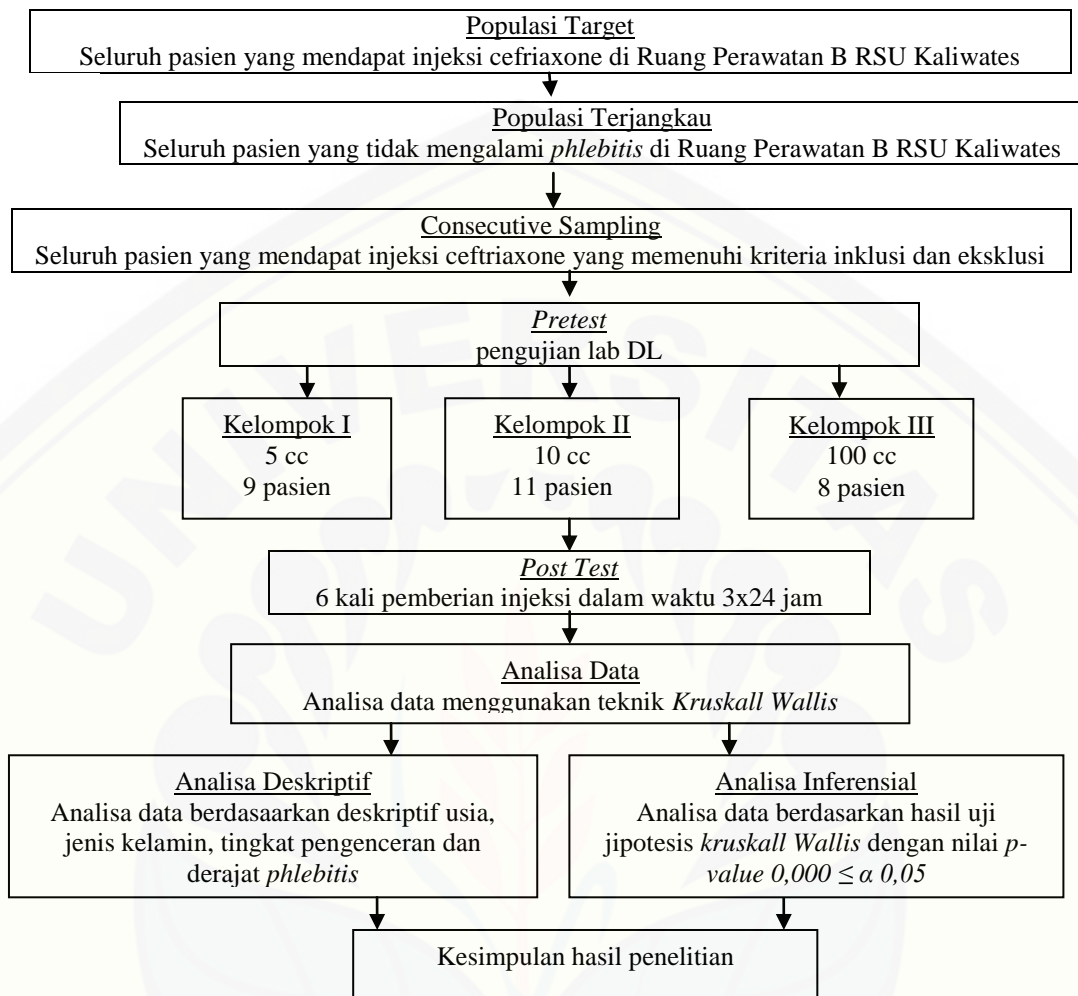 Populasi Target
Seluruh pasien yang mendapat injeksi cefriaxone di Ruang Perawatan B RSU Kaliwates
Populasi Terjangkau
Seluruh pasien yang tidak mengalami phlebitis di Ruang Perawatan B RSU Kaliwates
Consecutive Sampling
Seluruh pasien yang mendapat injeksi ceftriaxone yang memenuhi kriteria inklusi dan eksklusi
Pretest
pengujian lab DL
Kelompok I
5 cc
9 pasien
Kelompok II
10 cc
11 pasien
Kelompok III
100 cc
8 pasien
Post Test
6 kali pemberian injeksi dalam waktu 3x24 jam
Analisa Data
Analisa data menggunakan teknik Kruskall Wallis
Analisa Deskriptif
Analisa data berdasaarkan deskriptif usia,
jenis kelamin, tingkat pengenceran dan
derajat phlebitis
Analisa Inferensial
Analisa data berdasarkan hasil uji
jipotesis kruskall Wallis dengan nilai p-
value 0,000 ≤ α 0,05
Kesimpulan hasil penelitian
UNIVERSITAS